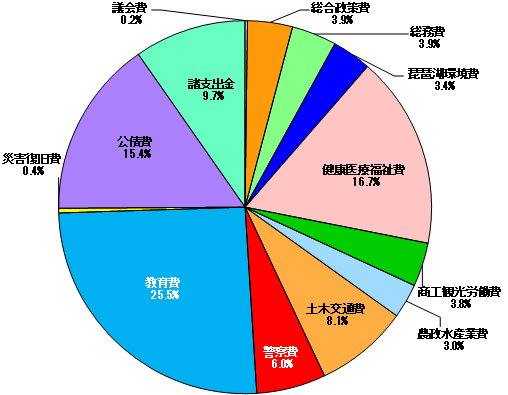 議会費
0.2%
総合政策費
3.9%
総務費
3.9%
琵琶湖環境費
3.4%
健康医療福祉費
16.7%
商工観光労働費
3.8%
農政水産業費
3.0%
土木交通費
8.1%
警察費
6.0%
教育費
25.5%
災害復旧費
0.4%
公債費
15.4%
諸支出金
9.7%